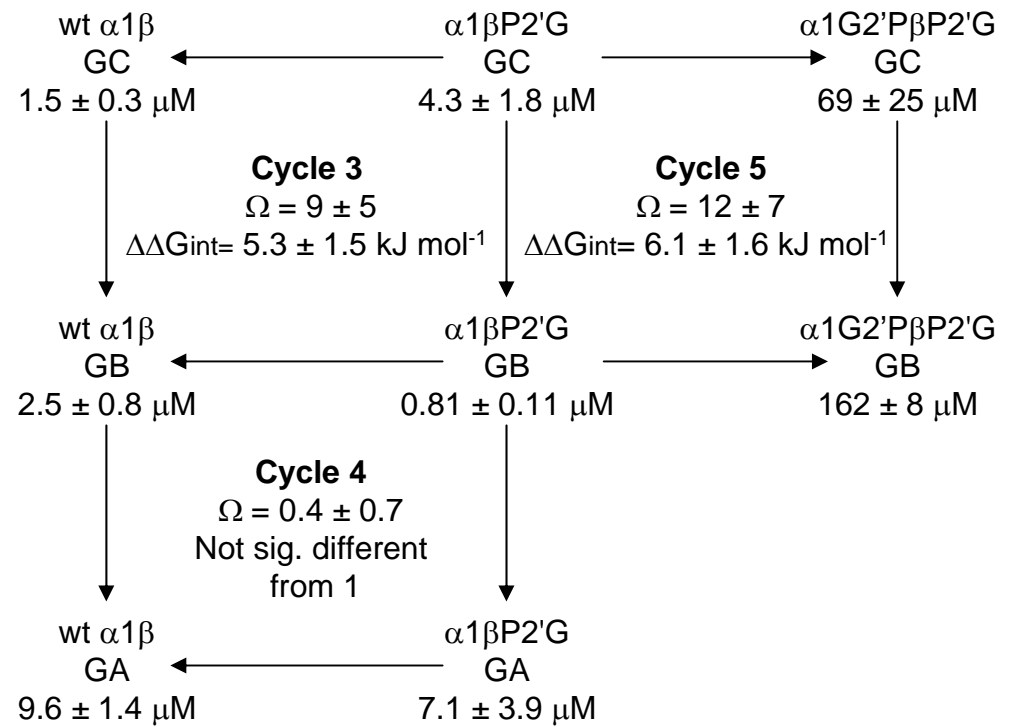 wt α1β
GC
1.5 ± 0.3 μM
α1βP2'G
GC
4.3 ± 1.8 μM
α1G2’PβP2'G
GC
69 ± 25 μM
Cycle 3
Ω = 9 ± 5
ΔΔGint= 5.3 ± 1.5 kJ mol⁻¹
Cycle 5
Ω = 12 ± 7
ΔΔGint= 6.1 ± 1.6 kJ mol⁻¹
wt α1β
GB
2.5 ± 0.8 μM
α1βP2'G
GB
0.81 ± 0.11 μM
α1G2’PβP2'G
GB
162 ± 8 μM
Cycle 4
Ω = 0.4 ± 0.7
Not sig. different
from 1
wt α1β
GA
9.6 ± 1.4 μM
α1βP2'G
GA
7.1 ± 3.9 μM